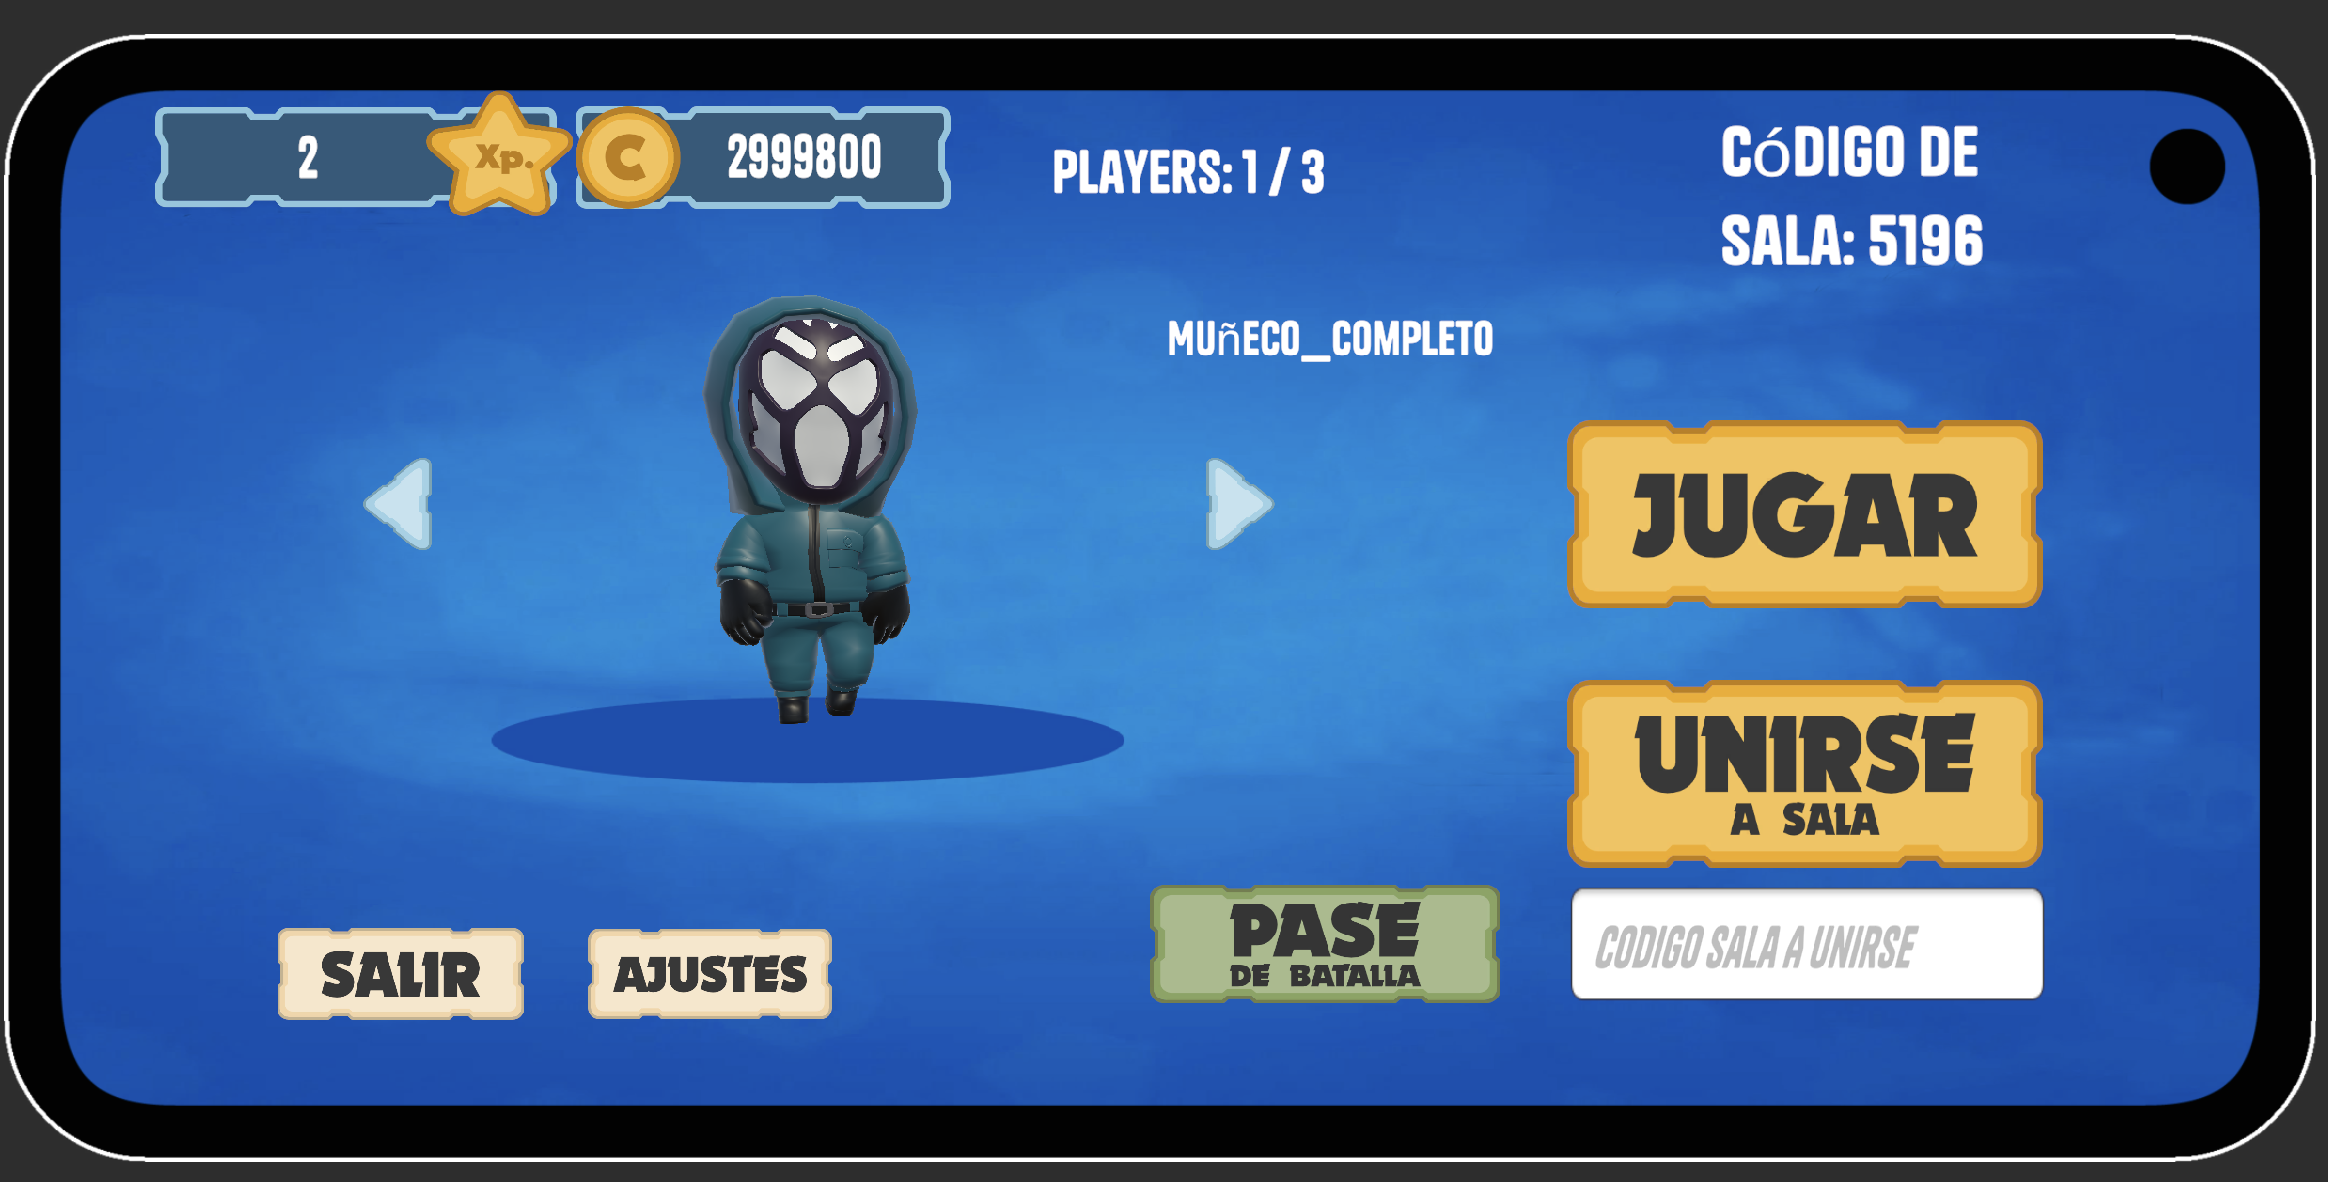 2
Xp.
C
2999800
PLAYERS: 1 / 3
CóDIGO DE
SALA: 5196
MUñECO_COMPLETO
JUGAR
UNIRSE
A SALA
PASE
DE BATALLA
CODIGO SALA A UNIRSE
SALIR
AJUSTES